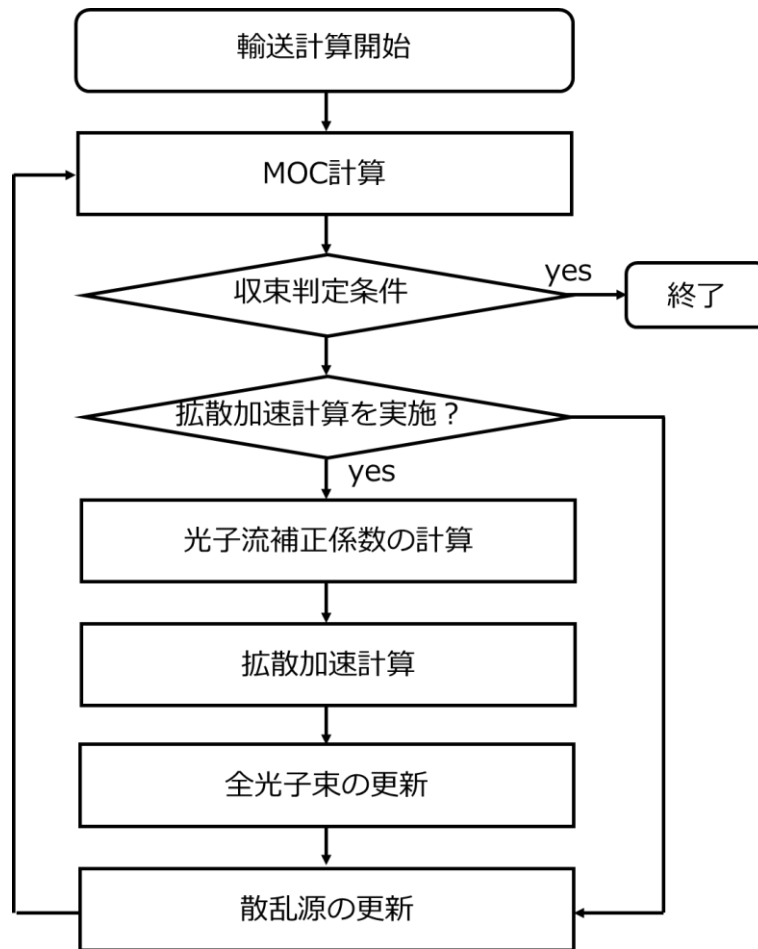 輸送計算開始
MOC計算
収束判定条件
yes
終了
拡散加速計算を実施？
yes
光子流補正係数の計算
拡散加速計算
全光子束の更新
散乱源の更新